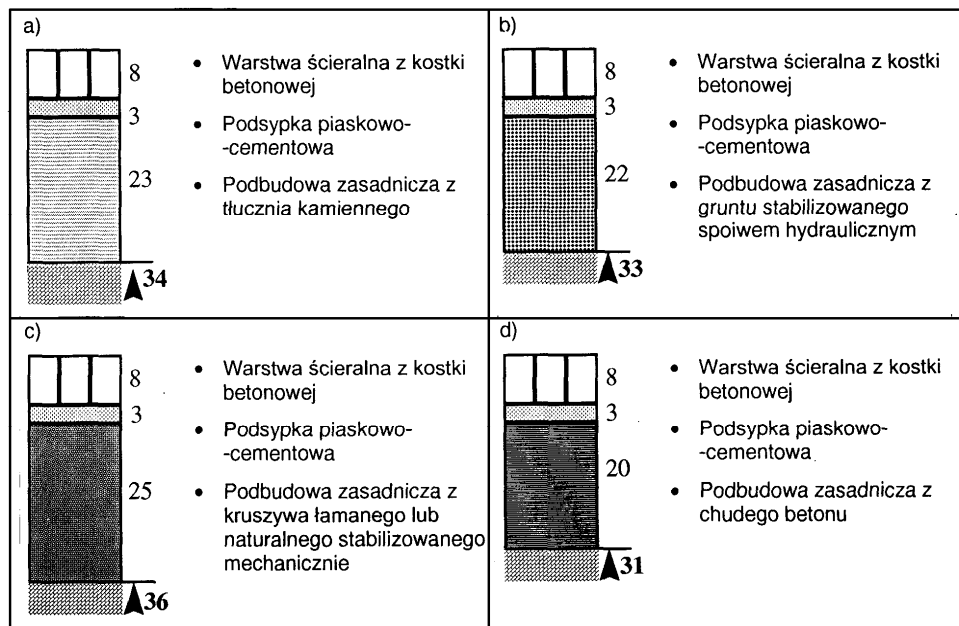 a)
8
3
23
34
• Warstwa ścieralna z kostki
betonowej
• Podsypka piaskowo-
-cementowa
• Podbudowa zasadnicza z
tłucznia kamiennego
b)
8
3
22
33
• Warstwa ścieralna z kostki
betonowej
• Podsypka piaskowo-
-cementowa
• Podbudowa zasadnicza z
gruntu stabilizowanego
spoiwem hydraulicznym
c)
8
3
25
36
• Warstwa ścieralna z kostki
betonowej
• Podsypka piaskowo-
-cementowa
• Podbudowa zasadnicza z
kruszywa łamanego lub
naturalnego stabilizowanego
mechanicznie
d)
8
3
20
31
• Warstwa ścieralna z kostki
betonowej
• Podsypka piaskowo-
-cementowa
• Podbudowa zasadnicza z
chudego betonu